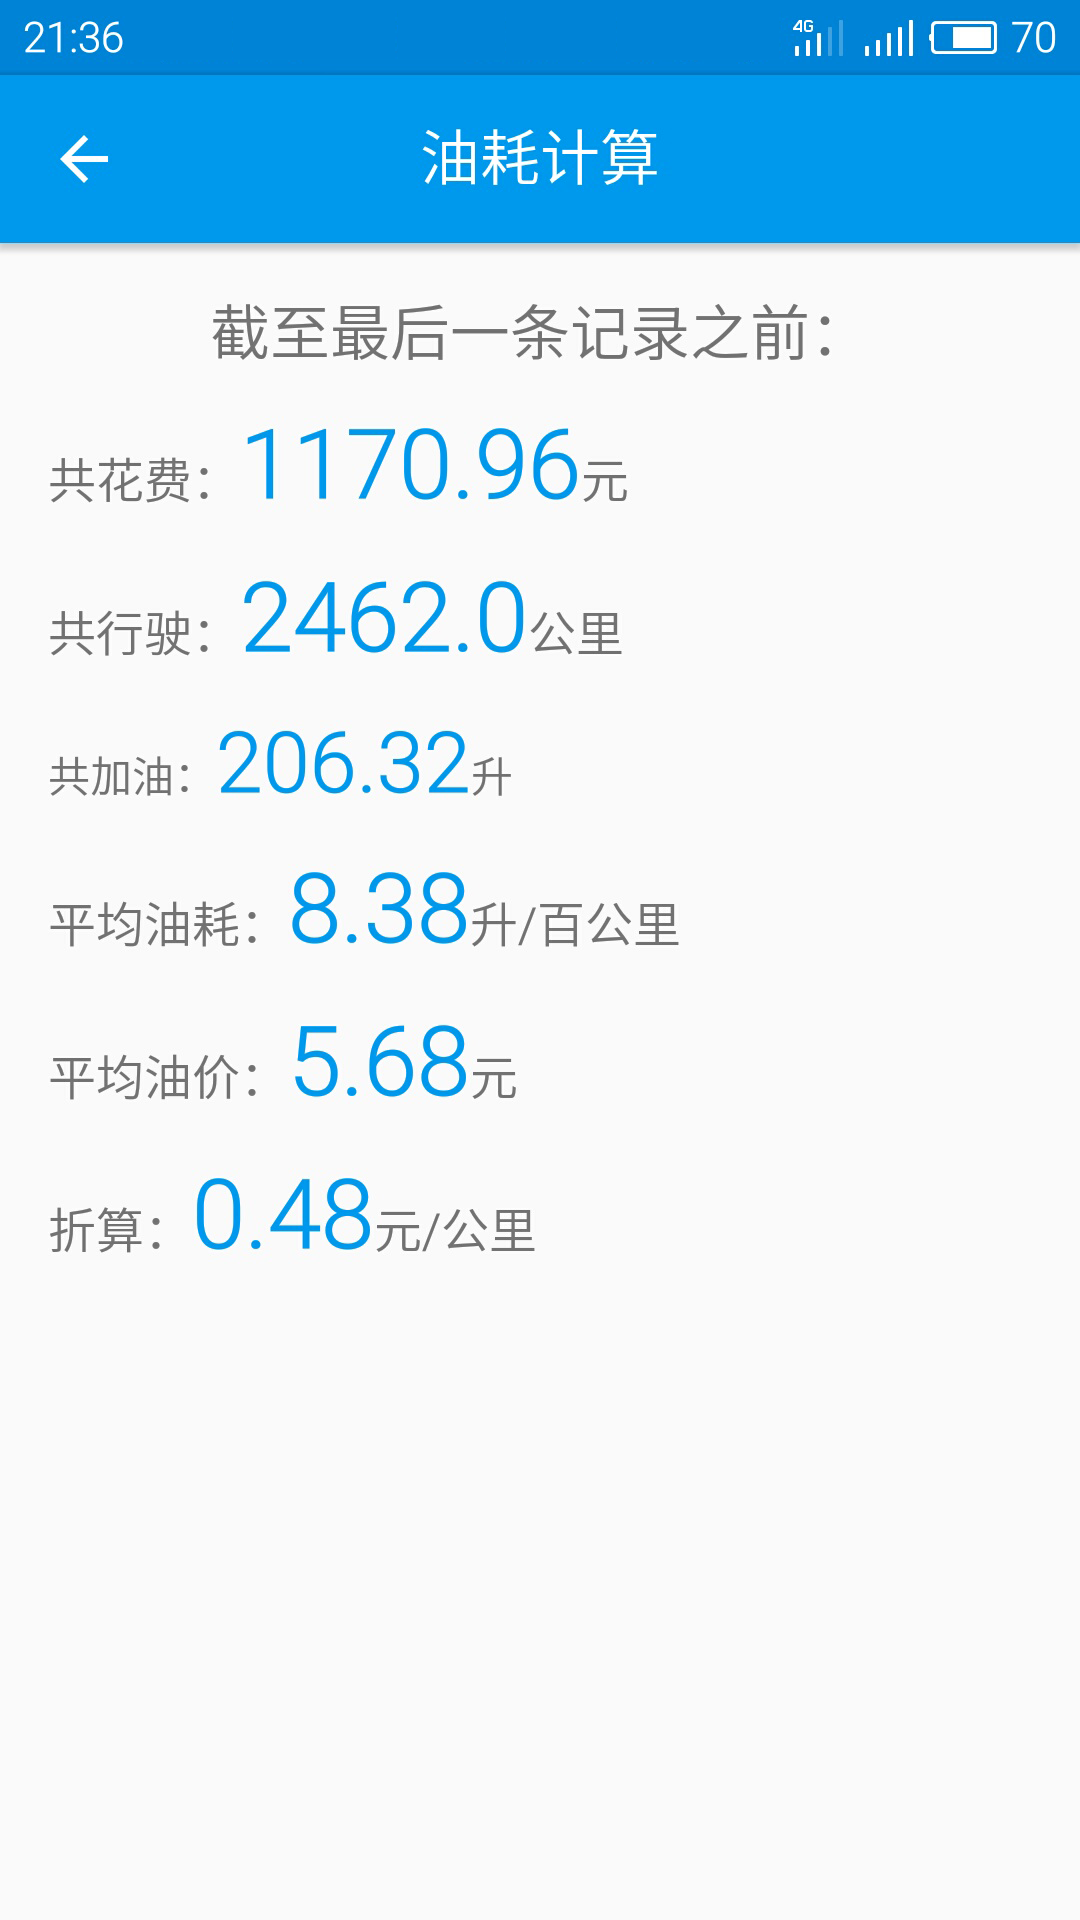 21:36 4G 70
油耗计算
截至最后一条记录之前：
共花费：1170.96元
共行驶：2462.0公里
共加油：206.32升
平均油耗：8.38升/百公里
平均油价：5.68元
折算：0.48元/公里